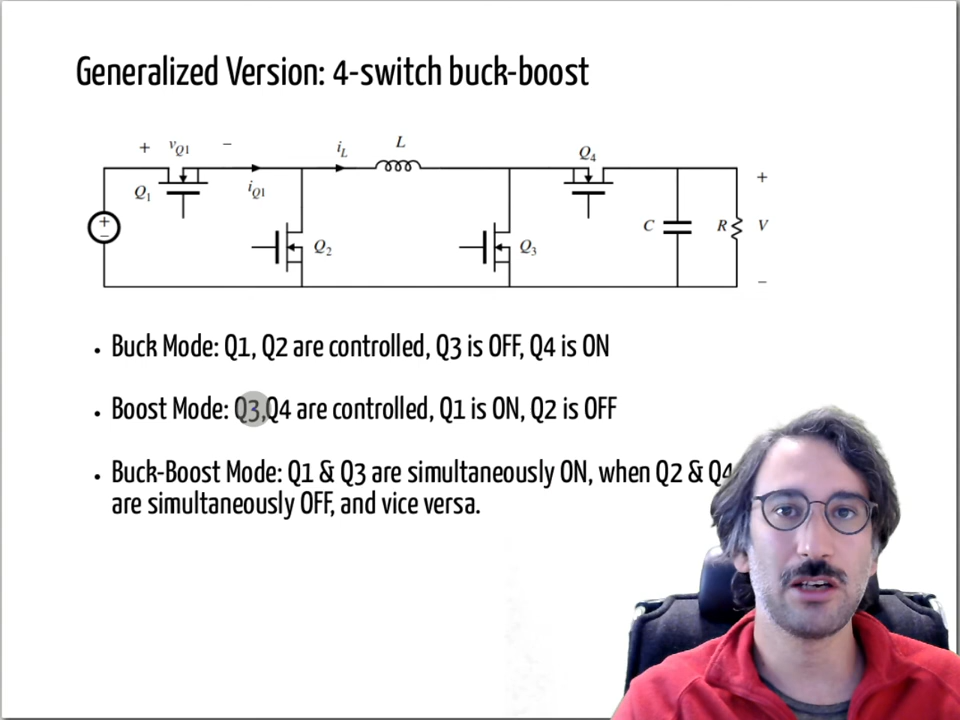 Generalized Version: 4-switch buck-boost
+ vQ1 − iL L Q4
Q1 iQ1 +
+
− Q2 Q3 C R V
−
• Buck Mode: Q1, Q2 are controlled, Q3 is OFF, Q4 is ON
• Boost Mode: Q3,Q4 are controlled, Q1 is ON, Q2 is OFF
• Buck-Boost Mode: Q1 & Q3 are simultaneously ON, when Q2 & Q4
are simultaneously OFF, and vice versa.